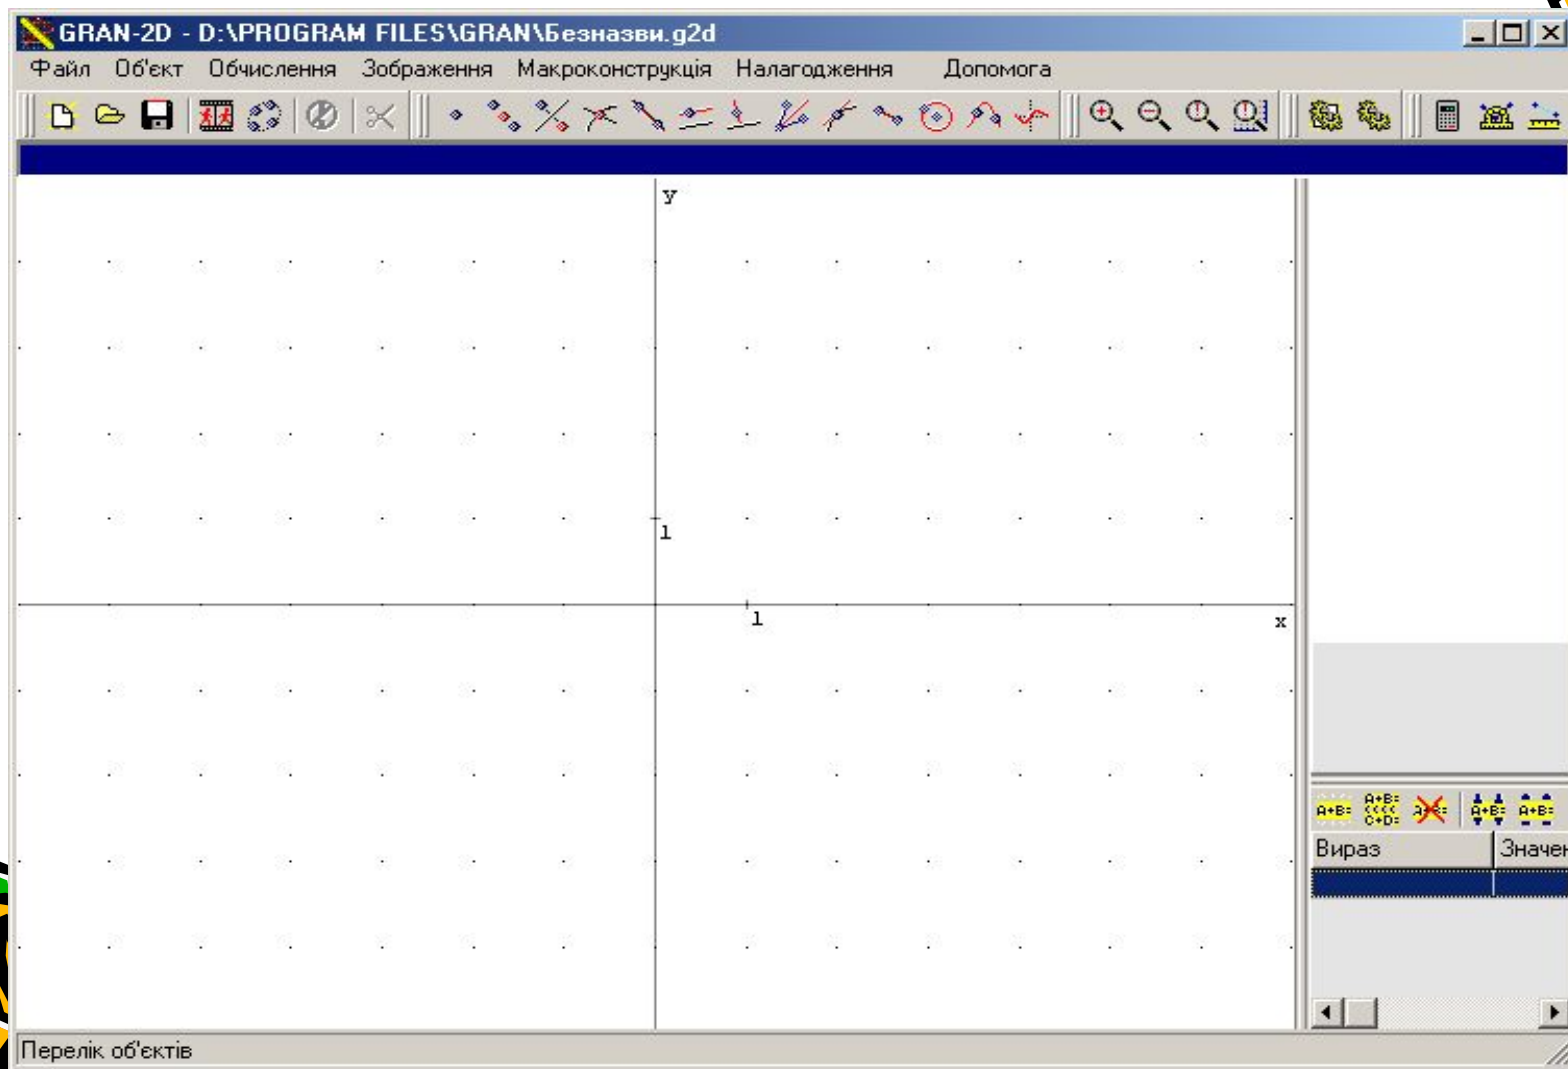 GRAN-2D - D:\PROGRAM FILES\GRAN\Безназви.g2d
Файл Об'єкт Обчислення Зображення Макроконструкція Налагодження Допомога
y
1
1
x
A+B= A+B= C+D= A+B= A+B= A+B=
Вираз Значен
Перелік об'єктів